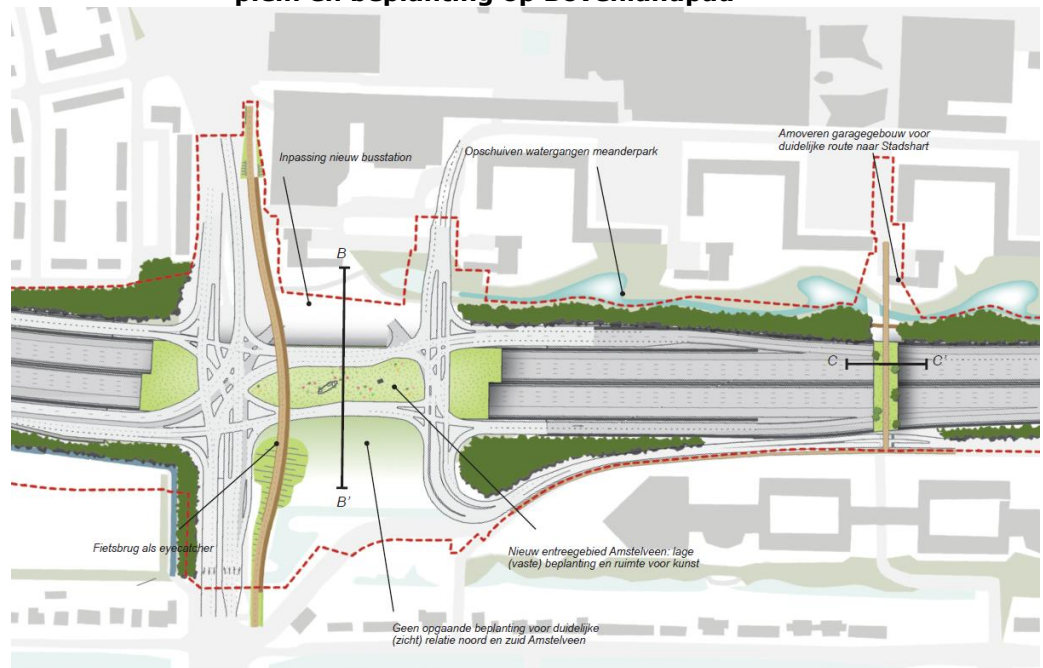 plein en beplanting op Bovenlandpad
Amoveren garagegebouw voor
duidelijke route naar Stadshart
Inpassing nieuw busstation
Opschuiven watergangen meanderpark
B
C
C'
B'
Fietsbrug als eyecatcher
Nieuw entreegebied Amstelveen: lage
(vaste) beplanting en ruimte voor kunst
Geen opgaande beplanting voor duidelijke
(zicht) relatie noord en zuid Amstelveen